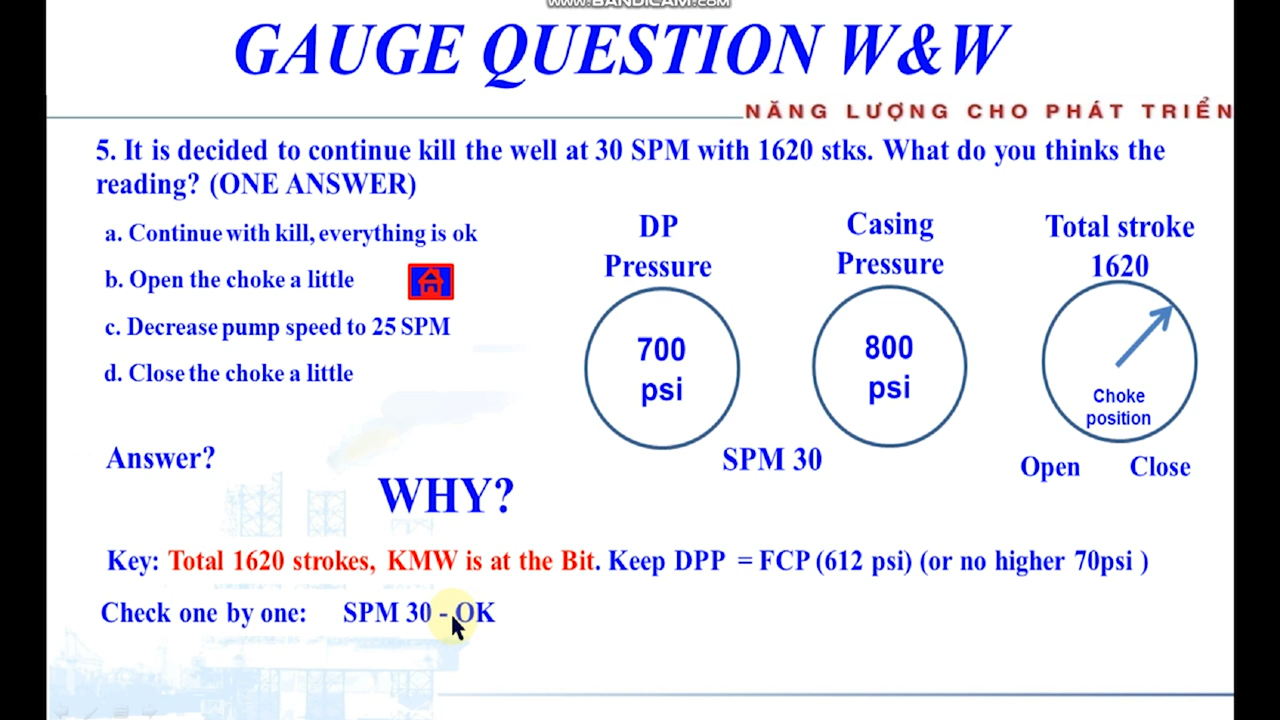 www.BANDICAM.com
GAUGE QUESTION W&W
NĂNG LƯỢNG CHO PHÁT TRIỂN
5. It is decided to continue kill the well at 30 SPM with 1620 stks. What do you thinks the
reading? (ONE ANSWER)
a. Continue with kill, everything is ok
b. Open the choke a little
c. Decrease pump speed to 25 SPM
d. Close the choke a little
DP
Pressure
700
psi
Casing
Pressure
800
psi
Total stroke
1620
Choke
position
SPM 30
Open Close
Answer?
WHY?
Key: Total 1620 strokes, KMW is at the Bit. Keep DPP = FCP (612 psi) (or no higher 70psi )
Check one by one: SPM 30 - OK